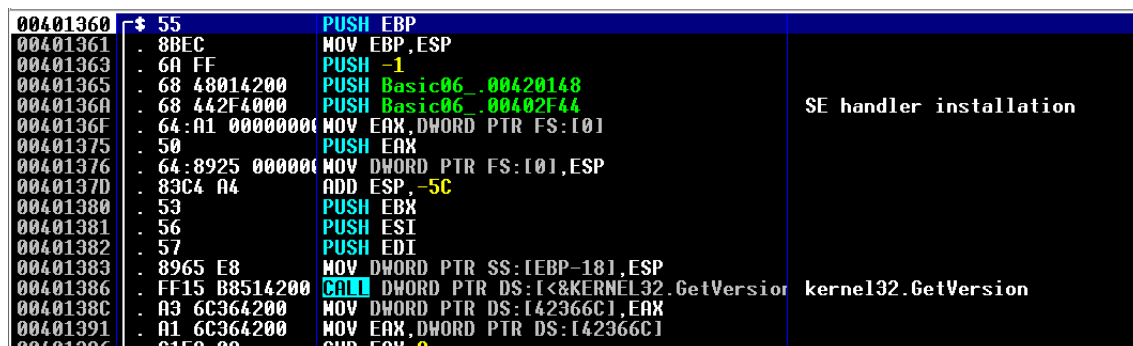 00401360 $ 55 PUSH EBP
00401361 . 8BEC MOV EBP,ESP
00401363 . 6A FF PUSH -1
00401365 . 68 48014200 PUSH Basic06_.00420148
0040136A . 68 442F4000 PUSH Basic06_.00402F44 SE handler installation
0040136F . 64:A1 0000000( MOV EAX,DWORD PTR FS:[0]
00401375 . 50 PUSH EAX
00401376 . 64:8925 00000( MOV DWORD PTR FS:[0],ESP
0040137D . 83C4 A4 ADD ESP,-5C
00401380 . 53 PUSH EBX
00401381 . 56 PUSH ESI
00401382 . 57 PUSH EDI
00401383 . 8965 E8 MOV DWORD PTR SS:[EBP-18],ESP
00401386 . FF15 B8514200 CALL DWORD PTR DS:[<&KERNEL32.GetVersion kernel32.GetVersion
0040138C . A3 6C364200 MOV DWORD PTR DS:[42366C],EAX
00401391 . A1 6C364200 MOV EAX,DWORD PTR DS:[42366C]